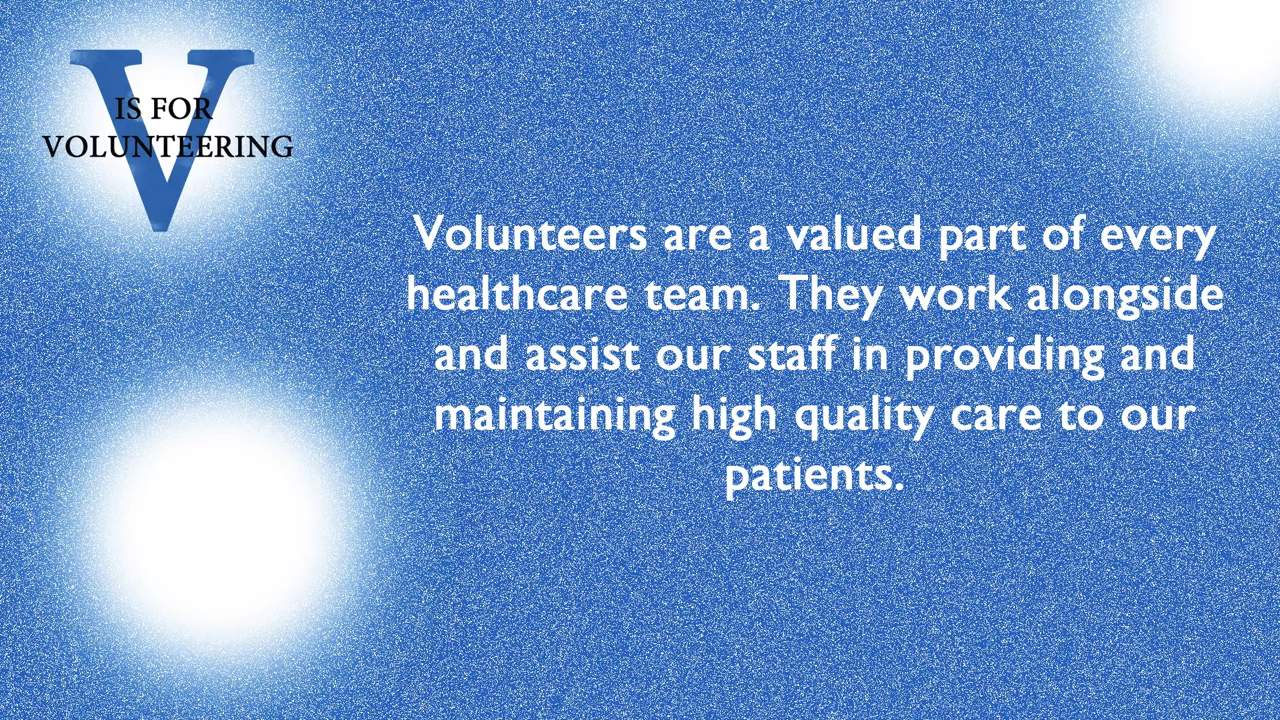 V
IS FOR
VOLUNTEERING
Volunteers are a valued part of every
healthcare team. They work alongside
and assist our staff in providing and
maintaining high quality care to our
patients.